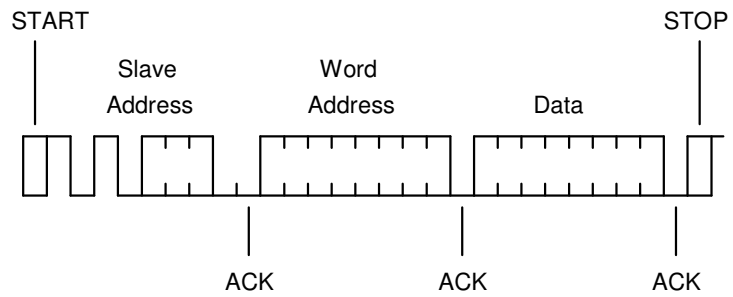 START
STOP
Slave
Address
Word
Address
Data
ACK
ACK
ACK